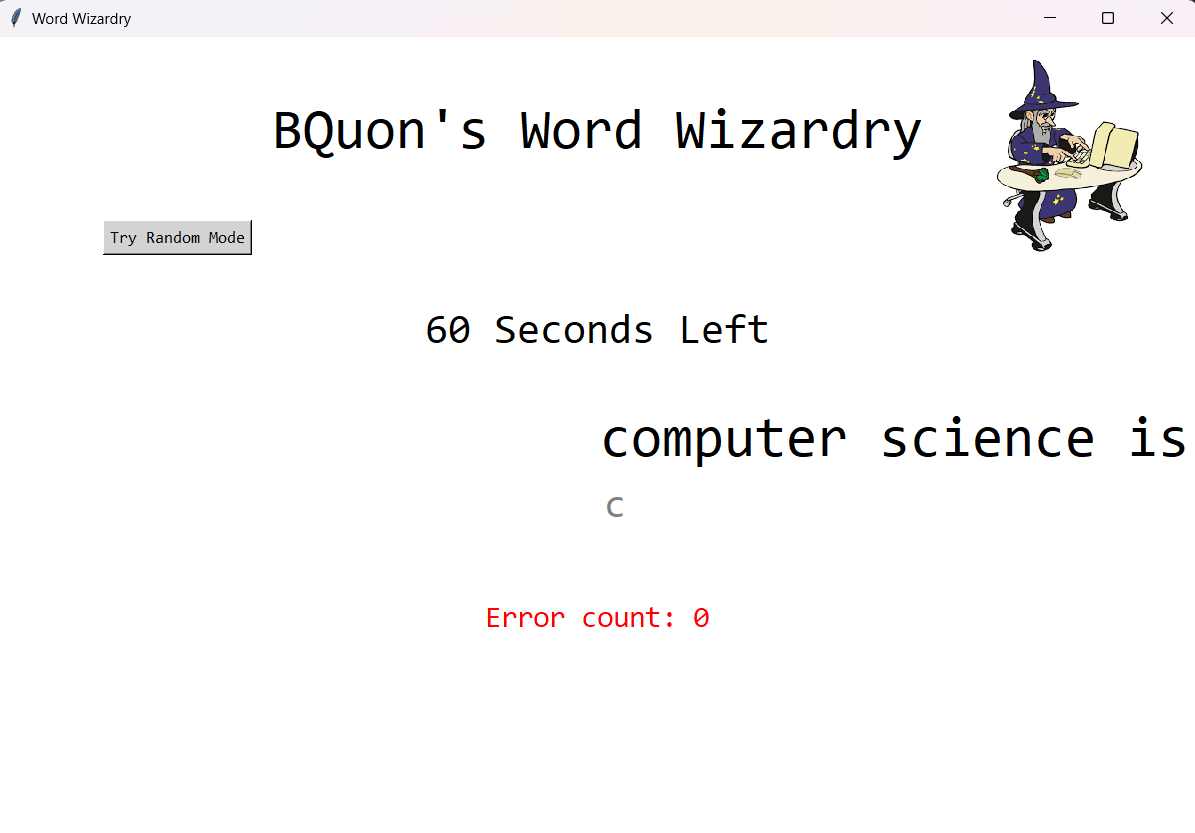 Word Wizardry
BQuon's Word Wizardry
Try Random Mode
60 Seconds Left
computer science is
c
Error count: 0